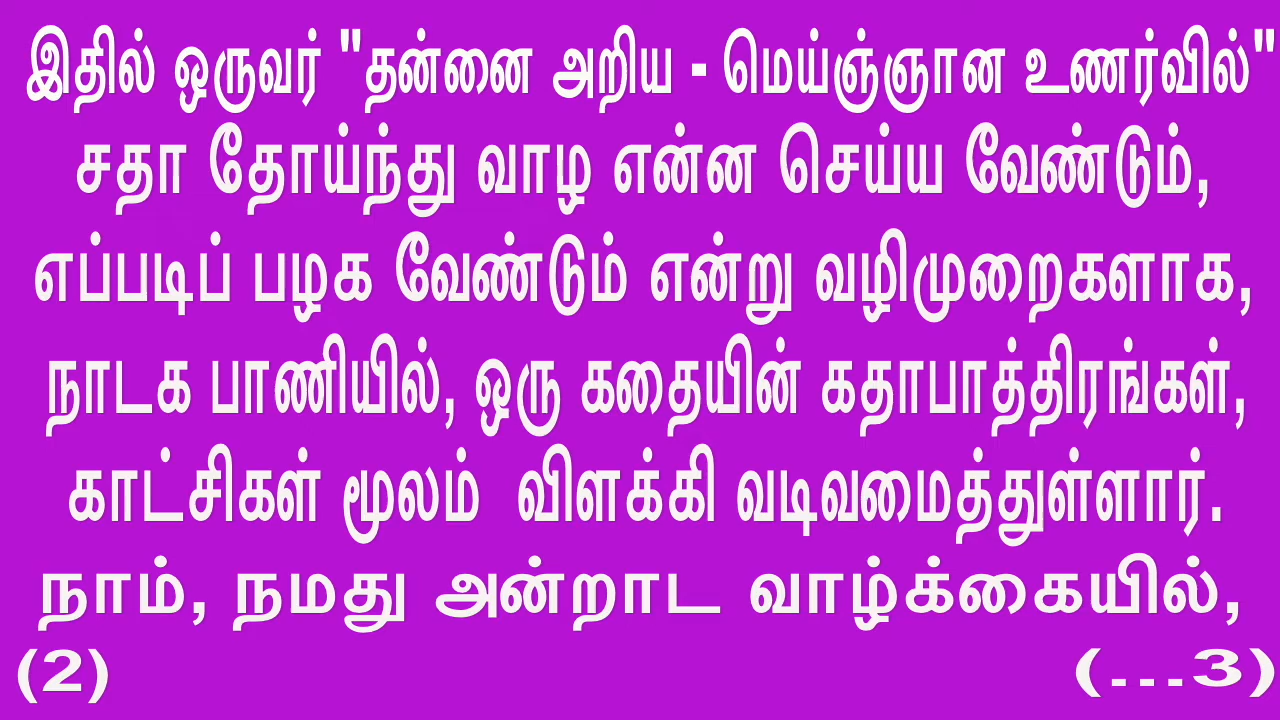 இதில் ஒருவர் "தன்னை அறிய - மெய்ஞ்ஞான உணர்வில்"
சதா தோய்ந்து வாழ என்ன செய்ய வேண்டும்,
எப்படிப் பழக வேண்டும் என்று வழிமுறைகளாக,
நாடக பாணியில், ஒரு கதையின் கதாபாத்திரங்கள்,
காட்சிகள் மூலம் விளக்கி வடிவமைத்துள்ளார்.
நாம், நமது அன்றாட வாழ்க்கையில்,
(2) (...3)